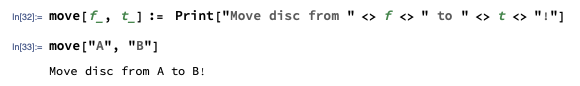 In[32]:= move[f_, t_] := Print["Move disc from " <> f <> " to " <> t <> "!"]
In[33]:= move["A", "B"]
Move disc from A to B!